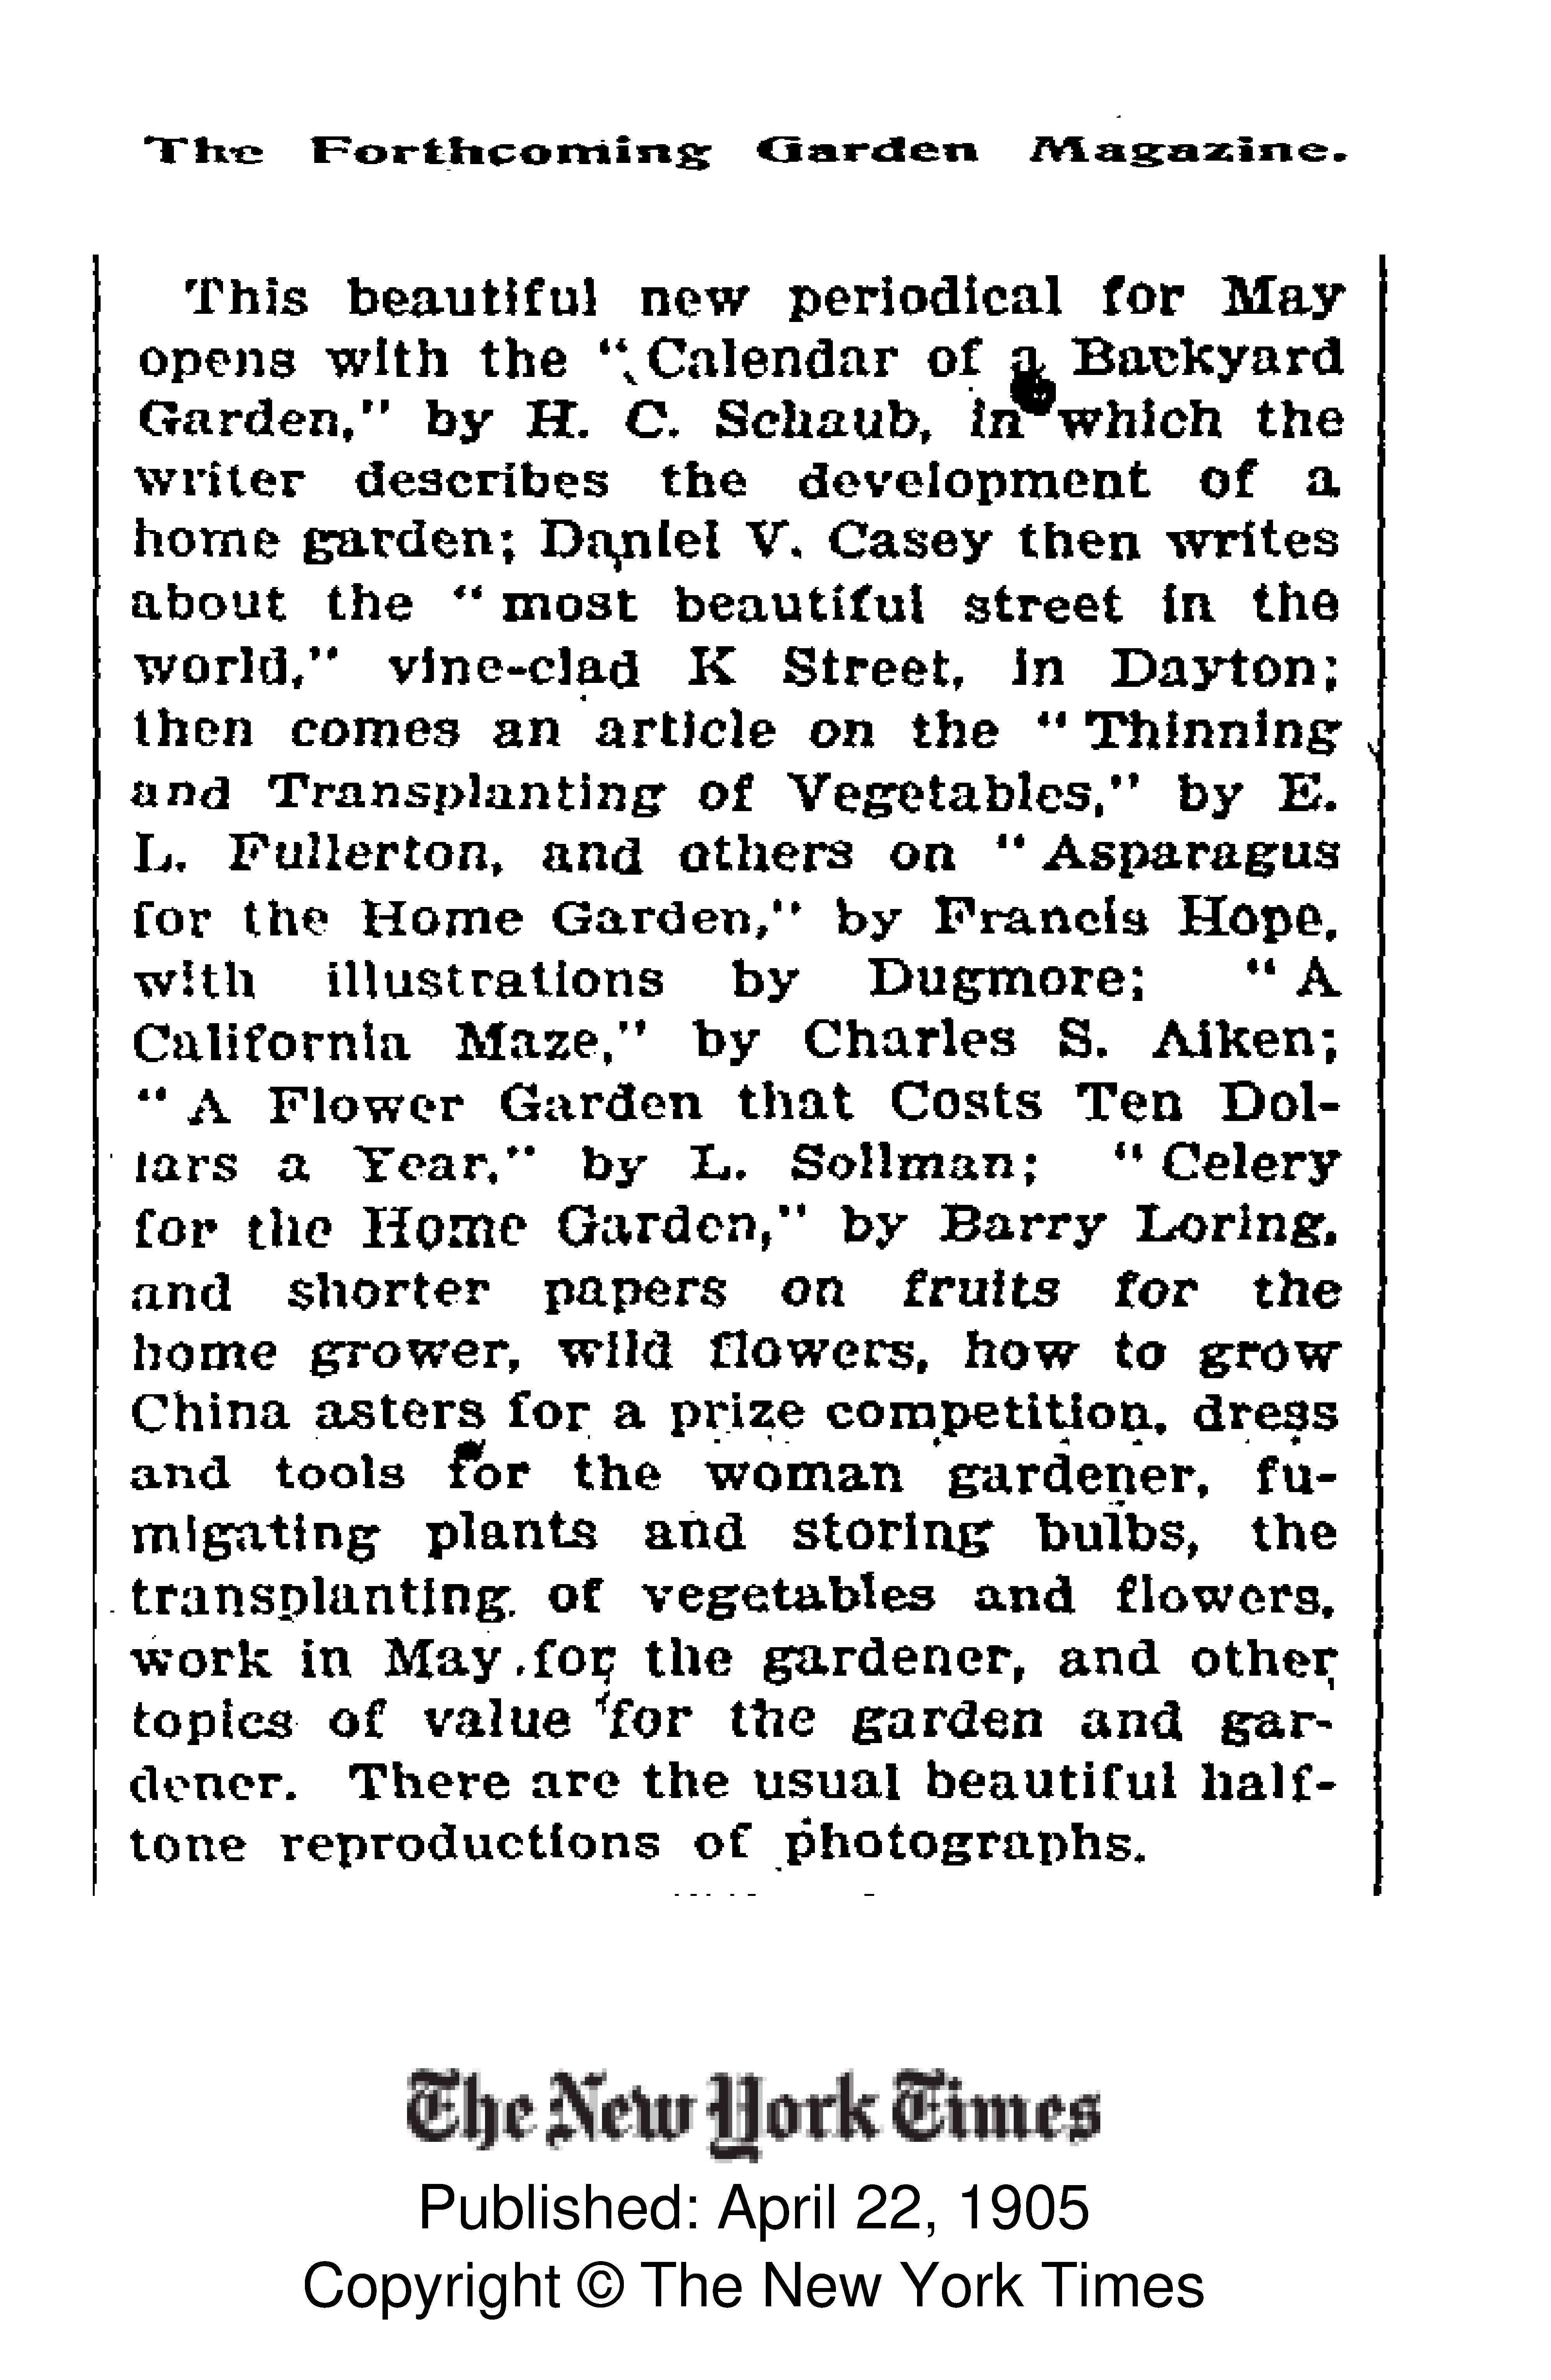 The Forthcoming Garden Magazine.
This beautiful new periodical for May
opens with the “Calendar of a Backyard
Garden,” by H. C. Schaub, in which the
writer describes the development of a
home garden; Daniel V. Casey then writes
about the “most beautiful street in the
world,” vine-clad K Street, in Dayton;
then comes an article on the “Thinning
and Transplanting of Vegetables,” by E.
L. Fullerton, and others on “Asparagus
for the Home Garden,” by Francis Hope,
with illustrations by Dugmore; “A
California Maze,” by Charles S. Aiken;
“A Flower Garden that Costs Ten Dol-
lars a Year,” by L. Sollman; “Celery
for the Home Garden,” by Barry Loring,
and shorter papers on fruits for the
home grower, wild flowers, how to grow
China asters for a prize competition, dress
and tools for the woman gardener, fu-
migating plants and storing bulbs, the
transplanting of vegetables and flowers,
work in May for the gardener, and other
topics of value for the garden and gar-
dener. There are the usual beautiful half-
tone reproductions of photographs.
The New York Times
Published: April 22, 1905
Copyright © The New York Times